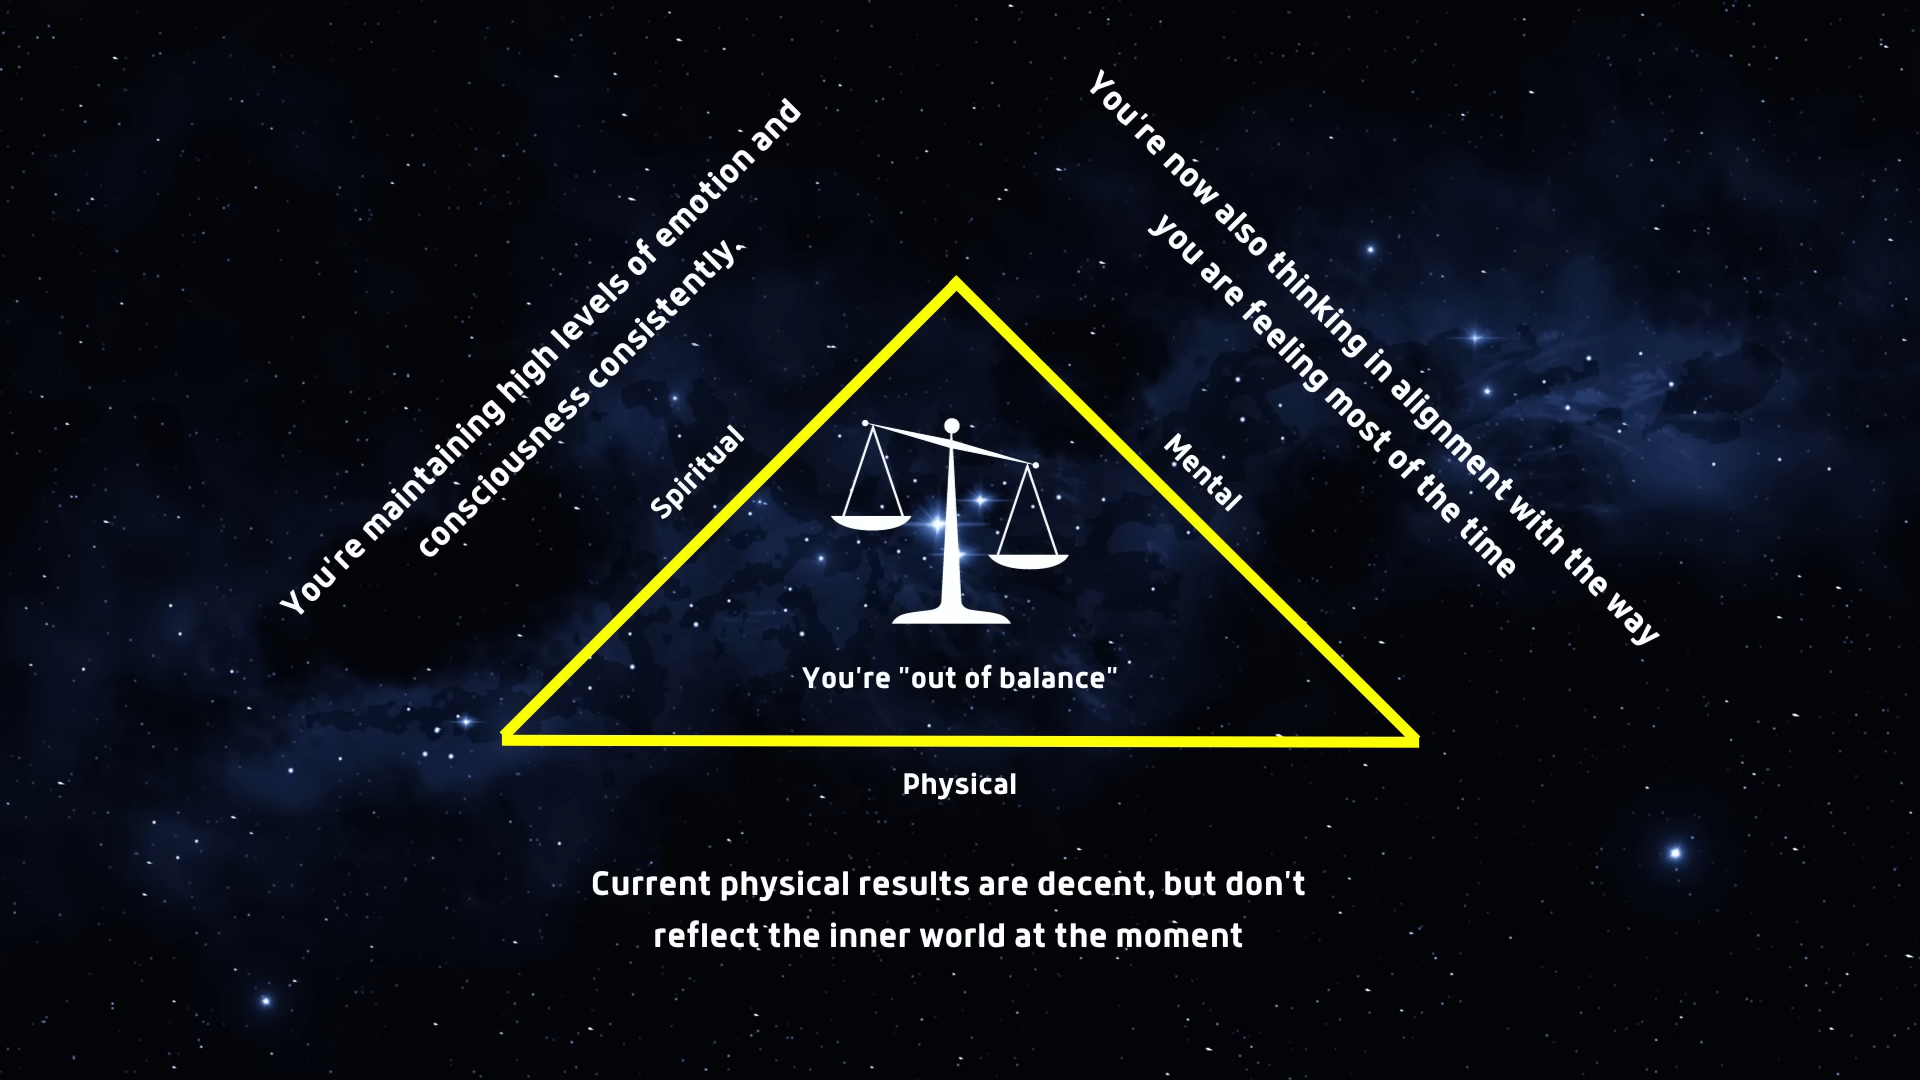 You're maintaining high levels of emotion and
consciousness consistently.
You're now also thinking in alignment with the way
you are feeling most of the time
Spiritual
Mental
You're "out of balance"
Physical
Current physical results are decent, but don't
reflect the inner world at the moment